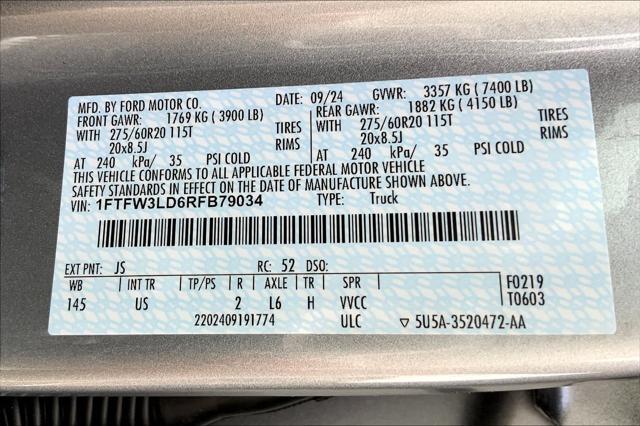 MFD. BY FORD MOTOR CO. DATE: 09/24 GVWR: 3357 KG ( 7400 LB)
FRONT GAWR: 1769 KG ( 3900 LB) REAR GAWR: 1882 KG ( 4150 LB)
WITH 275/60R20 115T TIRES WITH 275/60R20 115T TIRES
20x8.5J RIMS 20x8.5J RIMS
AT 240 kPa/ 35 PSI COLD AT 240 kPa/ 35 PSI COLD
THIS VEHICLE CONFORMS TO ALL APPLICABLE FEDERAL MOTOR VEHICLE
SAFETY STANDARDS IN EFFECT ON THE DATE OF MANUFACTURE SHOWN ABOVE.
VIN: 1FTFW3LD6RFB79034 TYPE: Truck
EXT PNT: JS RC: 52 DSO:
WB INT TR TP/PS R AXLE TR SPR F0219
145 US 2 L6 H VVCC T0603
2202409191774 ULC ▽ 5U5A-3520472-AA